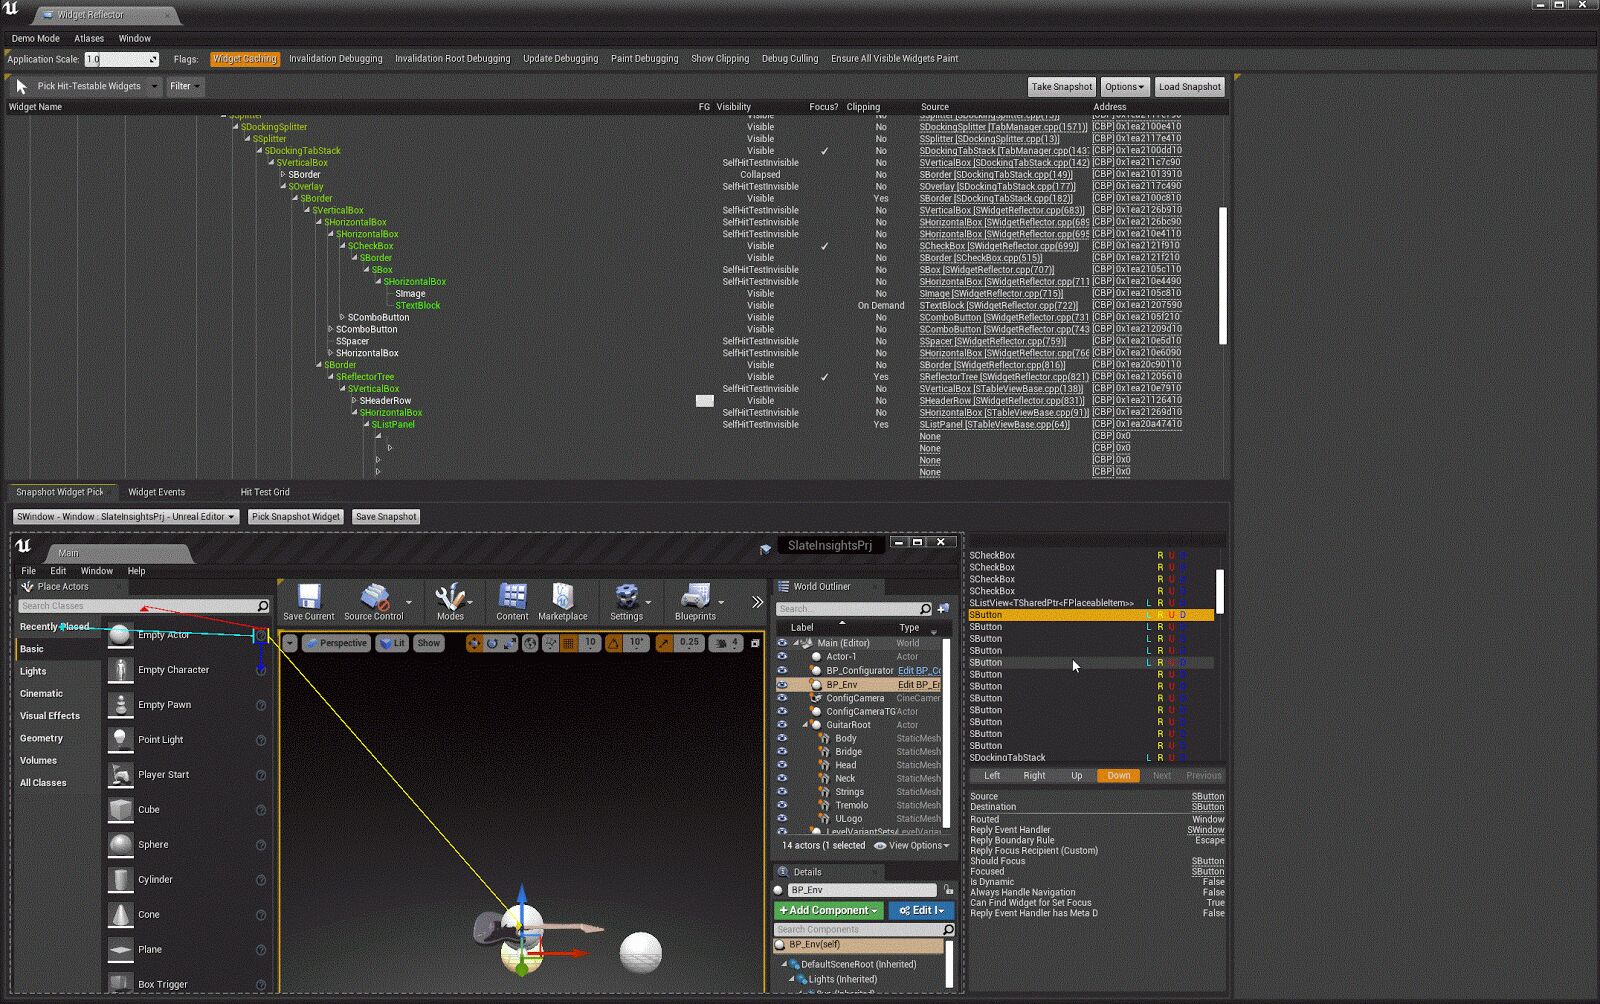 Widget Reflector
Demo Mode Atlases Window
Application Scale: 1.0 Flags: Widget Caching Invalidation Debugging Invalidation Root Debugging Update Debugging Paint Debugging Show Clipping Debug Culling Ensure All Visible Widgets Paint
Pick Hit-Testable Widgets Filter Take Snapshot Options Load Snapshot
Widget Name FG Visibility Focus? Clipping Source Address
SDockingSplitter Visible No SDockingSplitter [TabManager.cpp(1571)] [CBP] 0x1ea2100e410
SSplitter Visible No SSplitter [SDockingSplitter.cpp(13)] [CBP] 0x1ea2117e410
SDockingTabStack Visible ✓ No SDockingTabStack [TabManager.cpp(143 [CBP] 0x1ea2100dd10
SVerticalBox SelfHitTestInvisible No SVerticalBox [SDockingTabStack.cpp(142) [CBP] 0x1ea211c7c90
SBorder Collapsed No SBorder [SDockingTabStack.cpp(149)] [CBP] 0x1ea21013910
SOverlay SelfHitTestInvisible No SOverlay [SDockingTabStack.cpp(177)] [CBP] 0x1ea2117c490
SBorder Visible Yes SBorder [SDockingTabStack.cpp(182)] [CBP] 0x1ea2100c810
SVerticalBox SelfHitTestInvisible No SVerticalBox [SWidgetReflector.cpp(683)] [CBP] 0x1ea2126b910
SHorizontalBox SelfHitTestInvisible No SHorizontalBox [SWidgetReflector.cpp(689 [CBP] 0x1ea2126bc90
SHorizontalBox SelfHitTestInvisible No SHorizontalBox [SWidgetReflector.cpp(695 [CBP] 0x1ea210e4110
SCheckBox Visible ✓ No SCheckBox [SWidgetReflector.cpp(699)] [CBP] 0x1ea2121f910
SBorder Visible No SBorder [SCheckBox.cpp(515)] [CBP] 0x1ea2121f210
SBox SelfHitTestInvisible No SBox [SWidgetReflector.cpp(707)] [CBP] 0x1ea2105c110
SHorizontalBox SelfHitTestInvisible No SHorizontalBox [SWidgetReflector.cpp(711 [CBP] 0x1ea210e4490
SImage Visible No SImage [SWidgetReflector.cpp(715)] [CBP] 0x1ea2105c810
STextBlock Visible On Demand STextBlock [SWidgetReflector.cpp(722)] [CBP] 0x1ea21207590
SComboButton Visible No SComboButton [SWidgetReflector.cpp(731 [CBP] 0x1ea2105f210
SComboButton Visible No SComboButton [SWidgetReflector.cpp(743 [CBP] 0x1ea21209d10
SSpacer SelfHitTestInvisible No SSpacer [SWidgetReflector.cpp(759)] [CBP] 0x1ea210e5d10
SHorizontalBox SelfHitTestInvisible No SHorizontalBox [SWidgetReflector.cpp(766 [CBP] 0x1ea210e6090
SBorder Visible No SBorder [SWidgetReflector.cpp(816)] [CBP] 0x1ea20c90110
SReflectorTree Visible ✓ Yes SReflectorTree [SWidgetReflector.cpp(821) [CBP] 0x1ea21205610
SVerticalBox SelfHitTestInvisible No SVerticalBox [STableViewBase.cpp(138)] [CBP] 0x1ea210e7910
SHeaderRow Visible No SHeaderRow [SWidgetReflector.cpp(831)] [CBP] 0x1ea21126410
SHorizontalBox SelfHitTestInvisible No SHorizontalBox [STableViewBase.cpp(91)] [CBP] 0x1ea21269d10
SListPanel SelfHitTestInvisible Yes SListPanel [STableViewBase.cpp(64)] [CBP] 0x1ea20a47410
None [CBP] 0x0
None [CBP] 0x0
None [CBP] 0x0
None [CBP] 0x0
Snapshot Widget Pick Widget Events Hit Test Grid
SWindow - Window : SlateInsightsPrj - Unreal Editor Pick Snapshot Widget Save Snapshot
Main
SlateInsightsPrj
File Edit Window Help
Place Actors
Search Classes
Recently Placed
Basic
Lights
Cinematic
Visual Effects
Geometry
Volumes
All Classes
Empty Actor
Empty Character
Empty Pawn
Point Light
Player Start
Cube
Sphere
Cylinder
Cone
Plane
Box Trigger
Save Current Source Control Modes Content Marketplace Settings Blueprints
Perspective Lit Show 10 10° 0.25 4
World Outliner
Search...
Label Type
Main (Editor) World
Actor-1 Actor
BP_Configurator Edit BP_Co
BP_Env Edit BP_En
ConfigCamera CineCamer
ConfigCameraTG Actor
GuitarRoot Actor
Body StaticMesh
Bridge StaticMesh
Head StaticMesh
Neck StaticMesh
Strings StaticMesh
Tremolo StaticMesh
ULogo StaticMesh
LevelVariantSets LevelVarian
14 actors (1 selected View Options
Details
BP_Env
+Add Component Edit
Search Components
BP_Env(self)
DefaultSceneRoot (Inherited)
Lights (Inherited)
SCheckBox R U D
SCheckBox R U D
SCheckBox R U D
SCheckBox R U D
SListView<TSharedPtr<FPlaceableItem>> L R U D
SButton L R U D
SButton L R U D
SButton L R U D
SButton L R U D
SButton L R U D
SButton R U D
SButton R U D
SButton R U D
SButton R U D
SButton R U D
SButton R U D
SButton R U D
SDockingTabStack L R U D
Left Right Up Down Next Previous
Source SButton
Destination SButton
Routed Window
Reply Event Handler SWindow
Reply Boundary Rule Escape
Reply Focus Recipient (Custom)
Should Focus SButton
Focused SButton
Is Dynamic False
Always Handle Navigation False
Can Find Widget for Set Focus True
Reply Event Handler has Meta D False